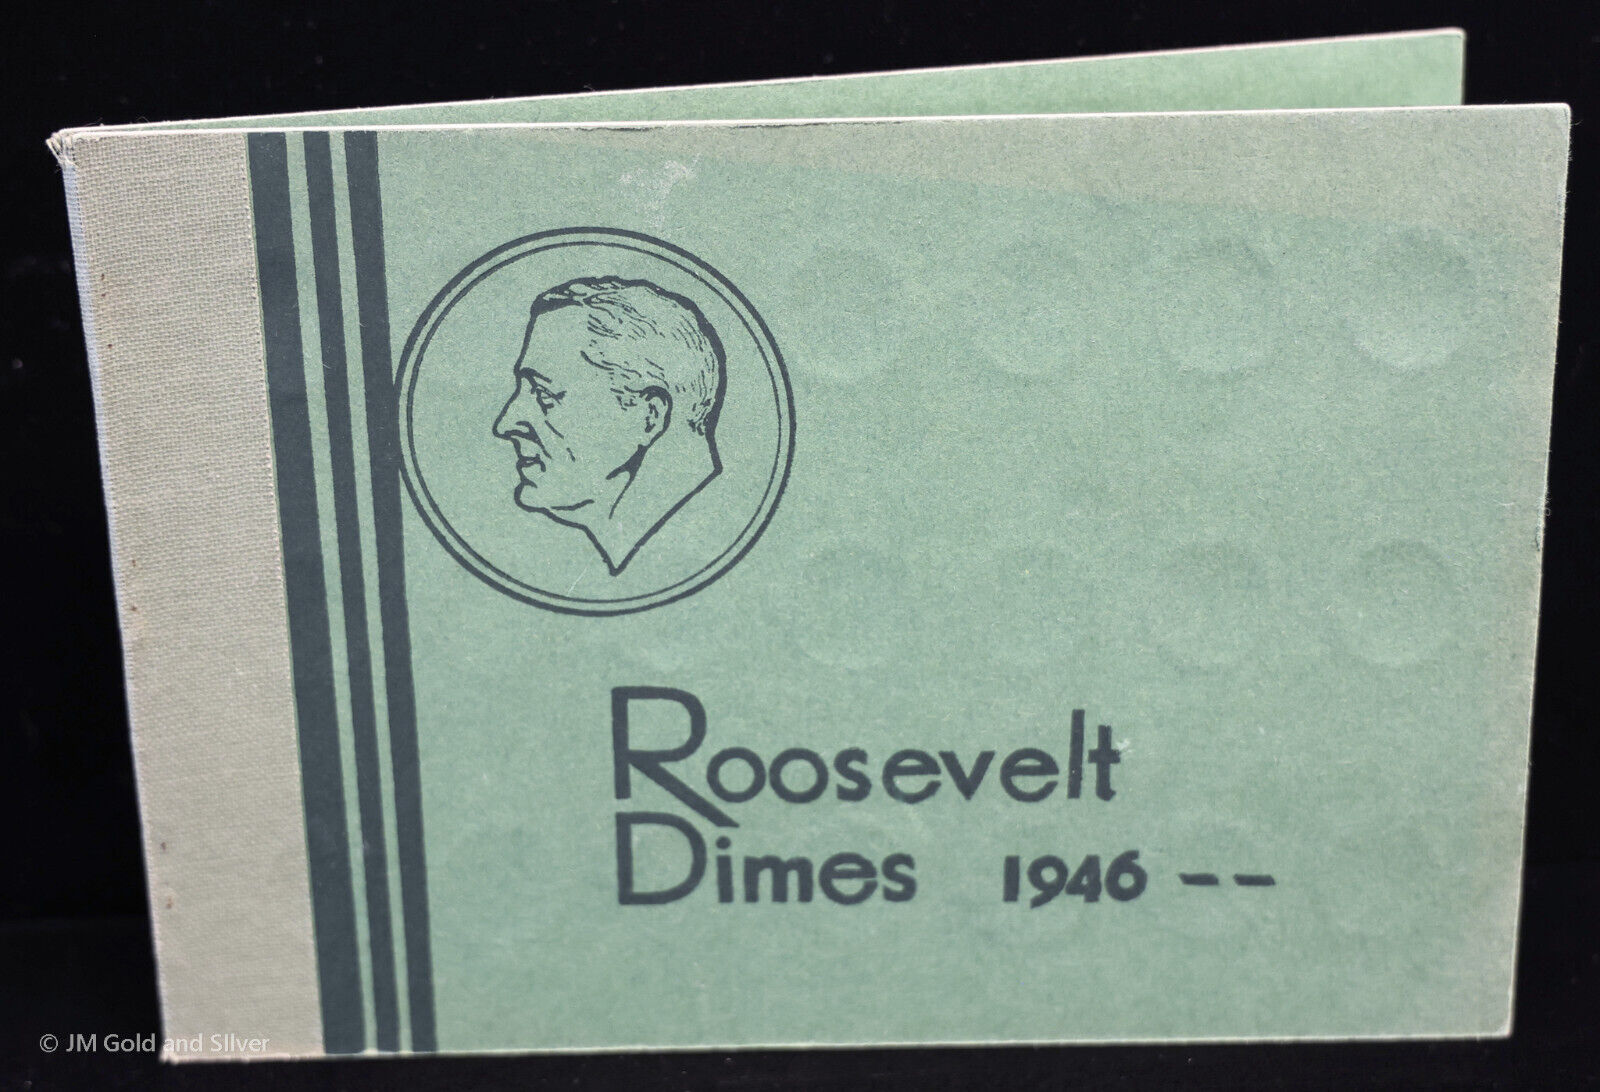 Roosevelt
Dimes 1946 --
© JM Gold and Silver